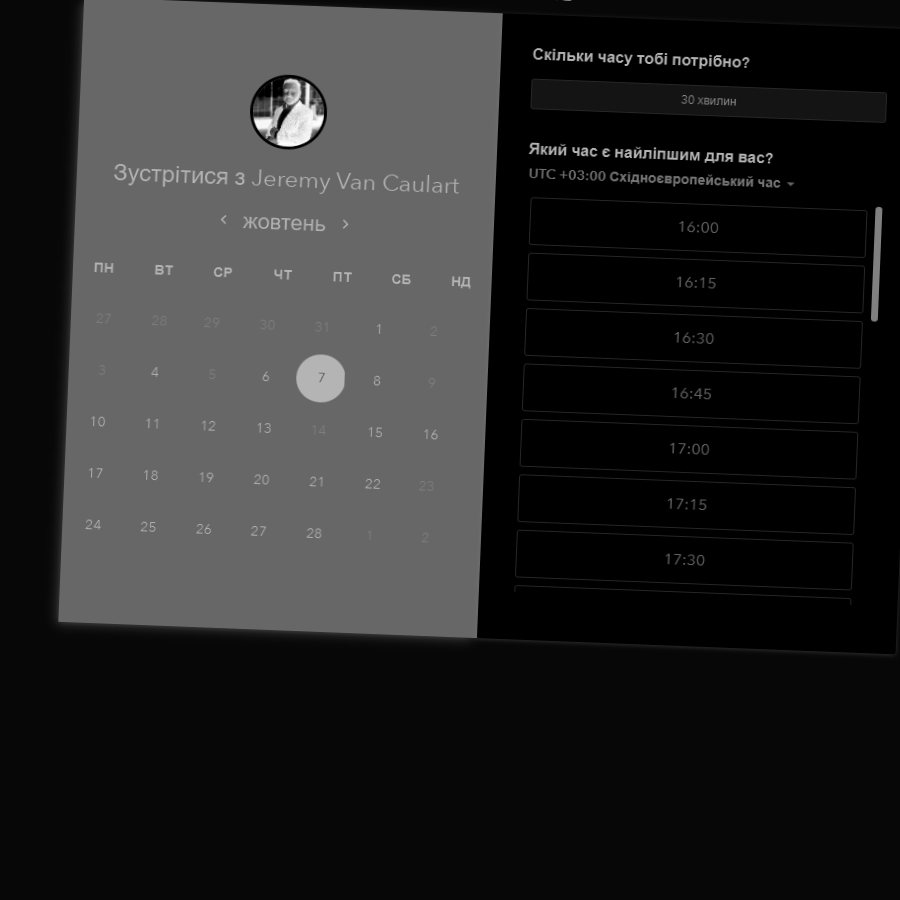 Зустрітися з Jeremy Van Caulart
жовтень
ПН ВТ СР ЧТ ПТ СБ НД
27 28 29 30 31 1 2
3 4 5 6 7 8 9
10 11 12 13 14 15 16
17 18 19 20 21 22 23
24 25 26 27 28 1 2
Скільки часу тобі потрібно?
30 хвилин
Який час є найліпшим для вас?
UTC +03:00 Східноєвропейський час
16:00
16:15
16:30
16:45
17:00
17:15
17:30